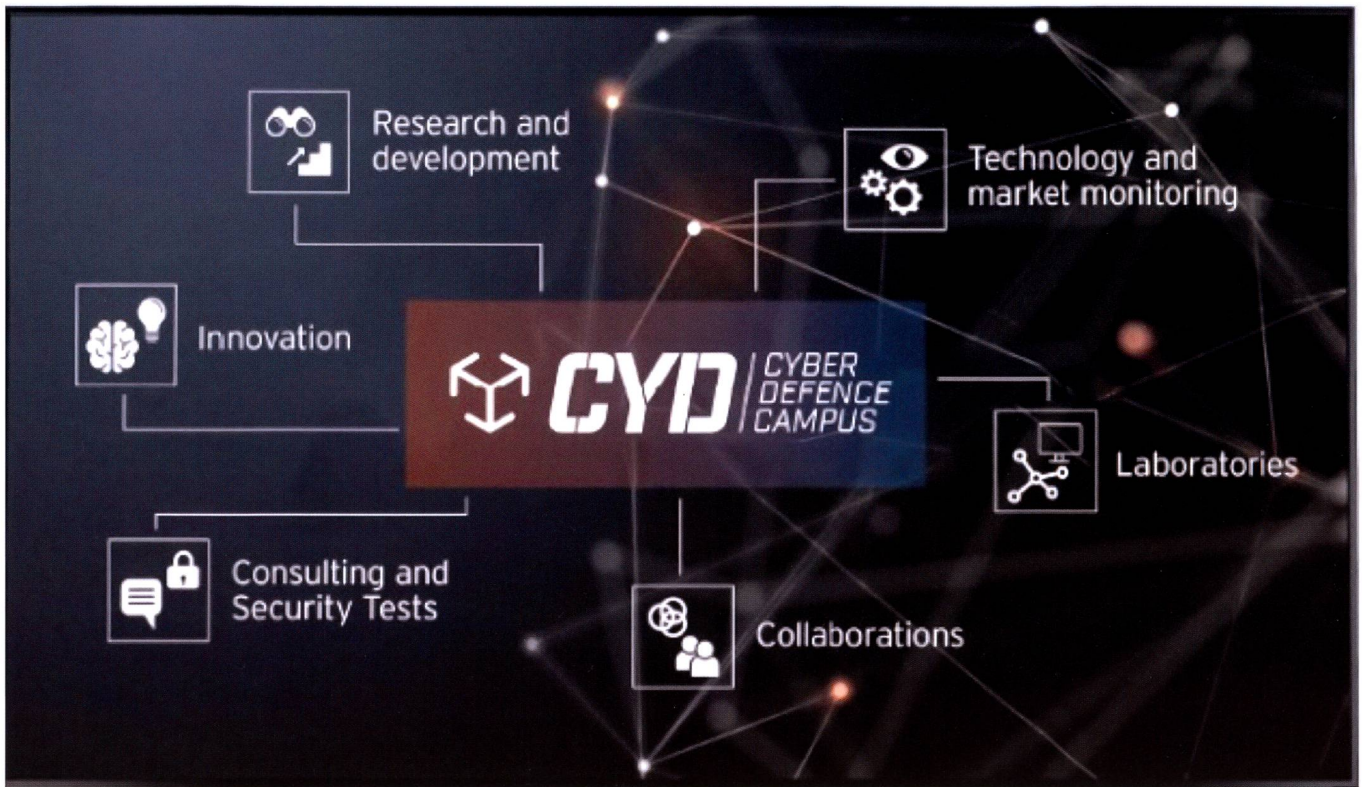 Research and
development
Technology and
market monitoring
Innovation
CYD
CYBER
DEFENCE
CAMPUS
Laboratories
Consulting and
Security Tests
Collaborations